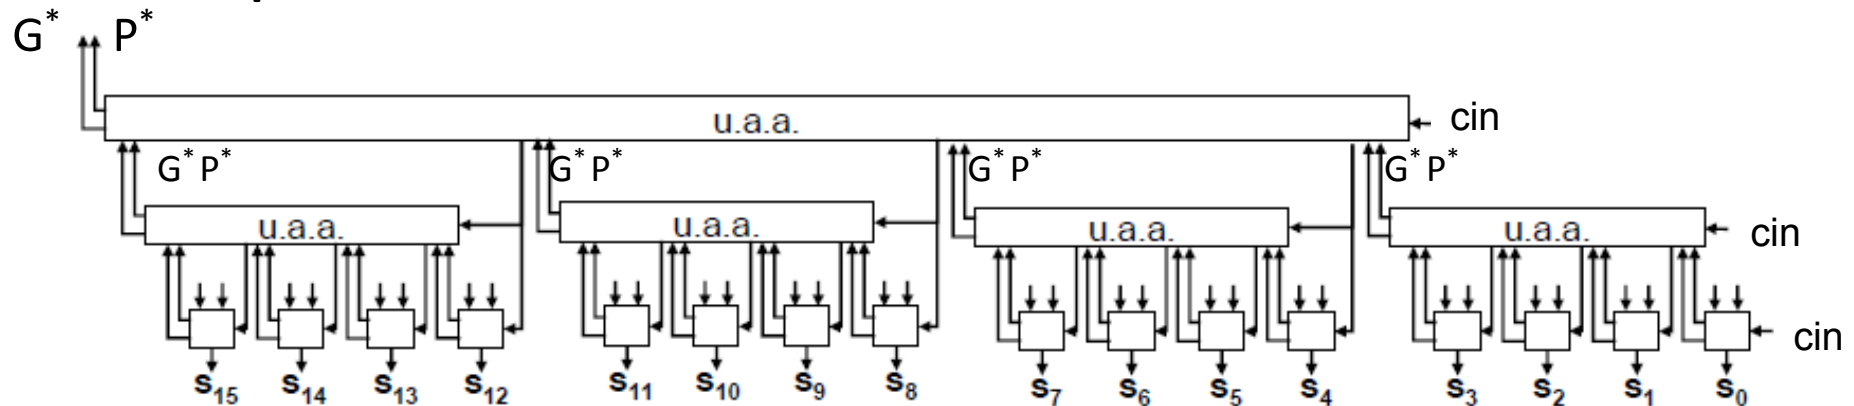 G* P*
u.a.a. cin
G* P* G* P* G* P* G* P*
u.a.a. u.a.a. u.a.a. u.a.a. cin
cin
s15 s14 s13 s12 s11 s10 s9 s8 s7 s6 s5 s4 s3 s2 s1 s0